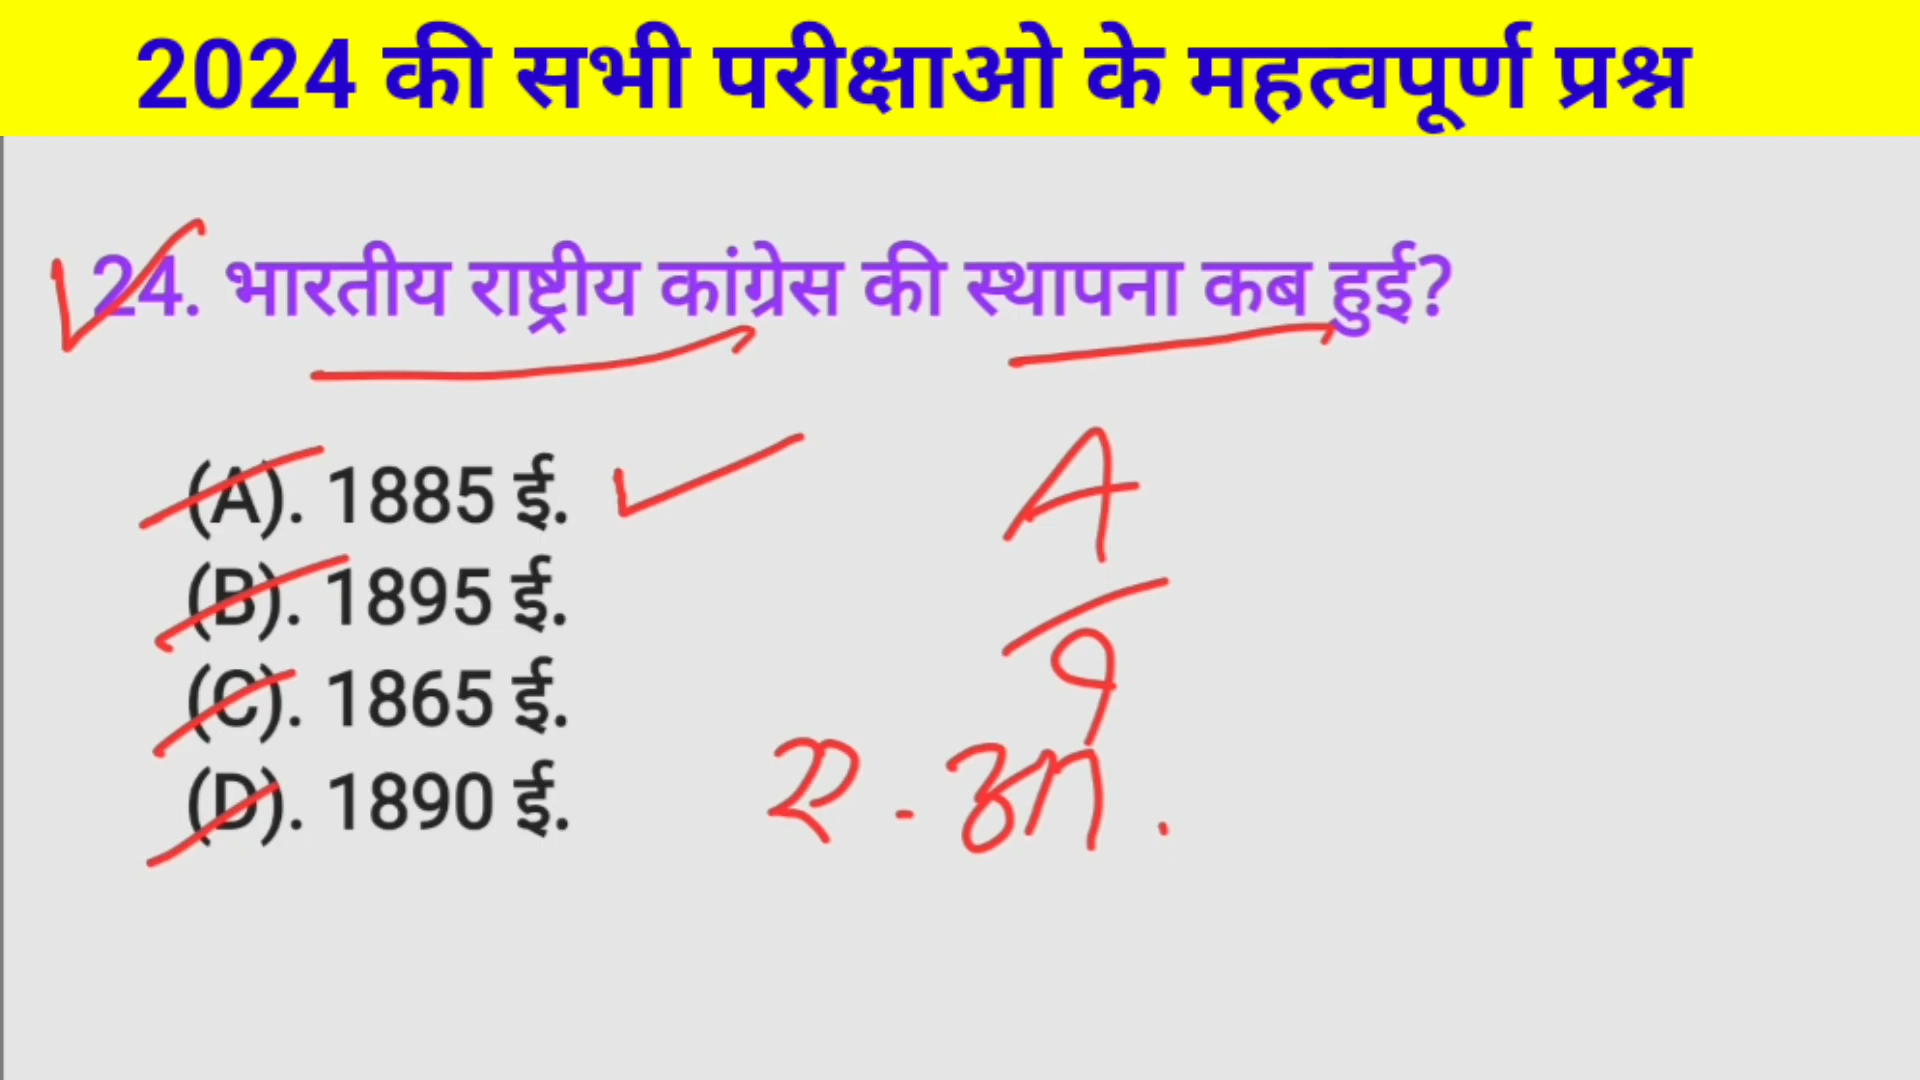 2024 की सभी परीक्षाओ के महत्वपूर्ण प्रश्न
24. भारतीय राष्ट्रीय कांग्रेस की स्थापना कब हुई?
(A). 1885 ई.
(B). 1895 ई.
(C). 1865 ई.
(D). 1890 ई.
A